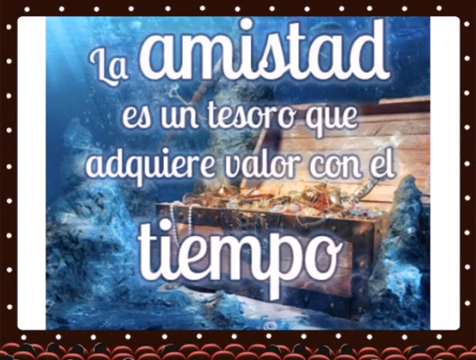 La amistad
es un tesoro que
adquiere valor con el
tiempo